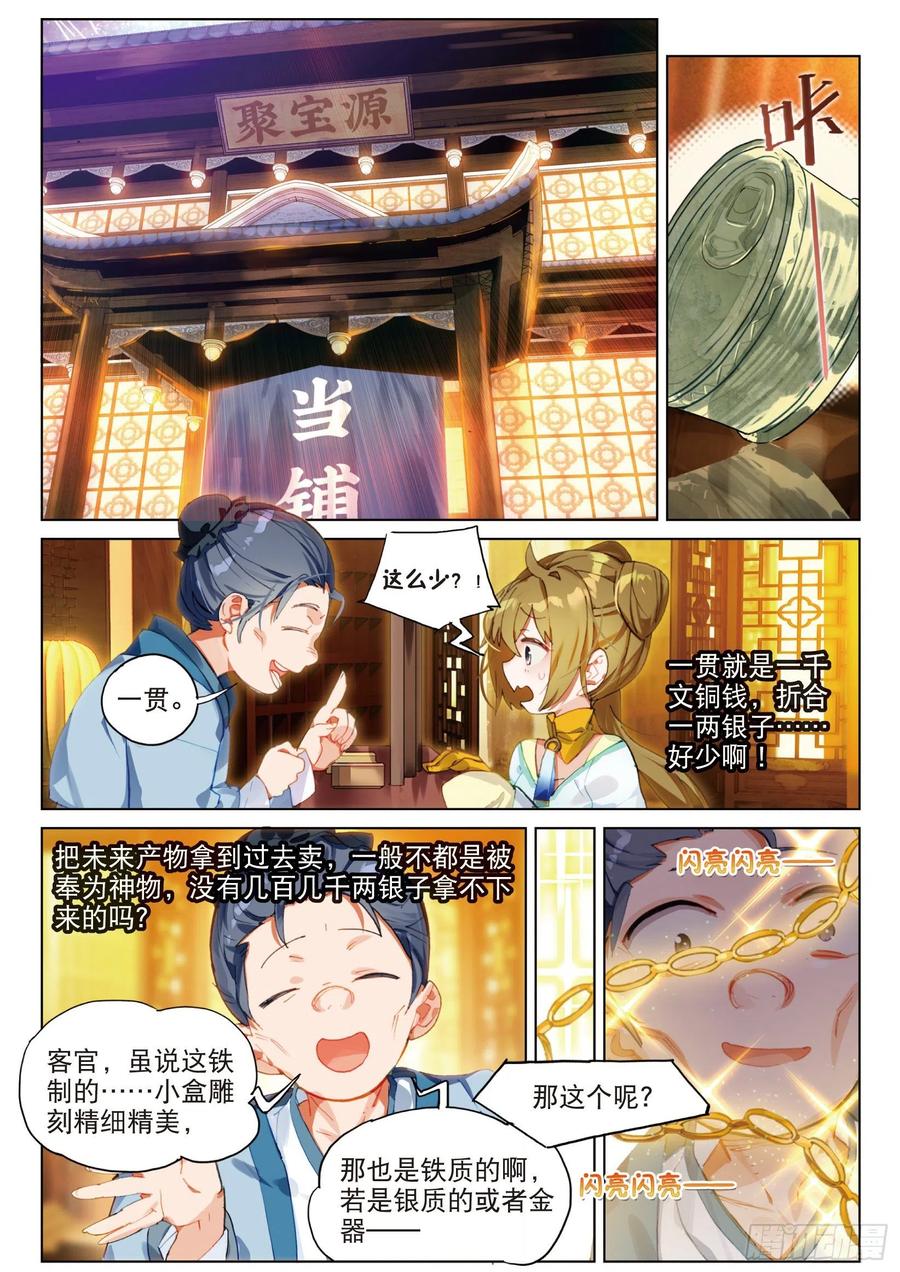 聚宝源
咔
当
铺
这么少？！
一贯。
一贯就是一千
文铜钱，折合
一两银子……
好少啊！
把未来产物拿到过去卖，一般不都是被
奉为神物，没有几百几千两银子拿不下
来的吗？
闪亮闪亮——
客官，虽说这铁
制的……小盒雕
刻精细精美，
那这个呢？
那也是铁质的啊，
若是银质的或者金
器——
闪亮闪亮——
腾讯动漫